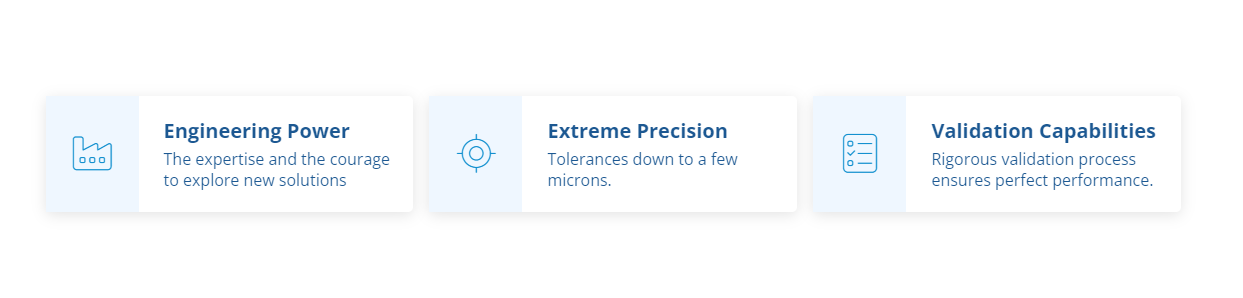 Engineering Power
The expertise and the courage
to explore new solutions
Extreme Precision
Tolerances down to a few
microns.
Validation Capabilities
Rigorous validation process
ensures perfect performance.